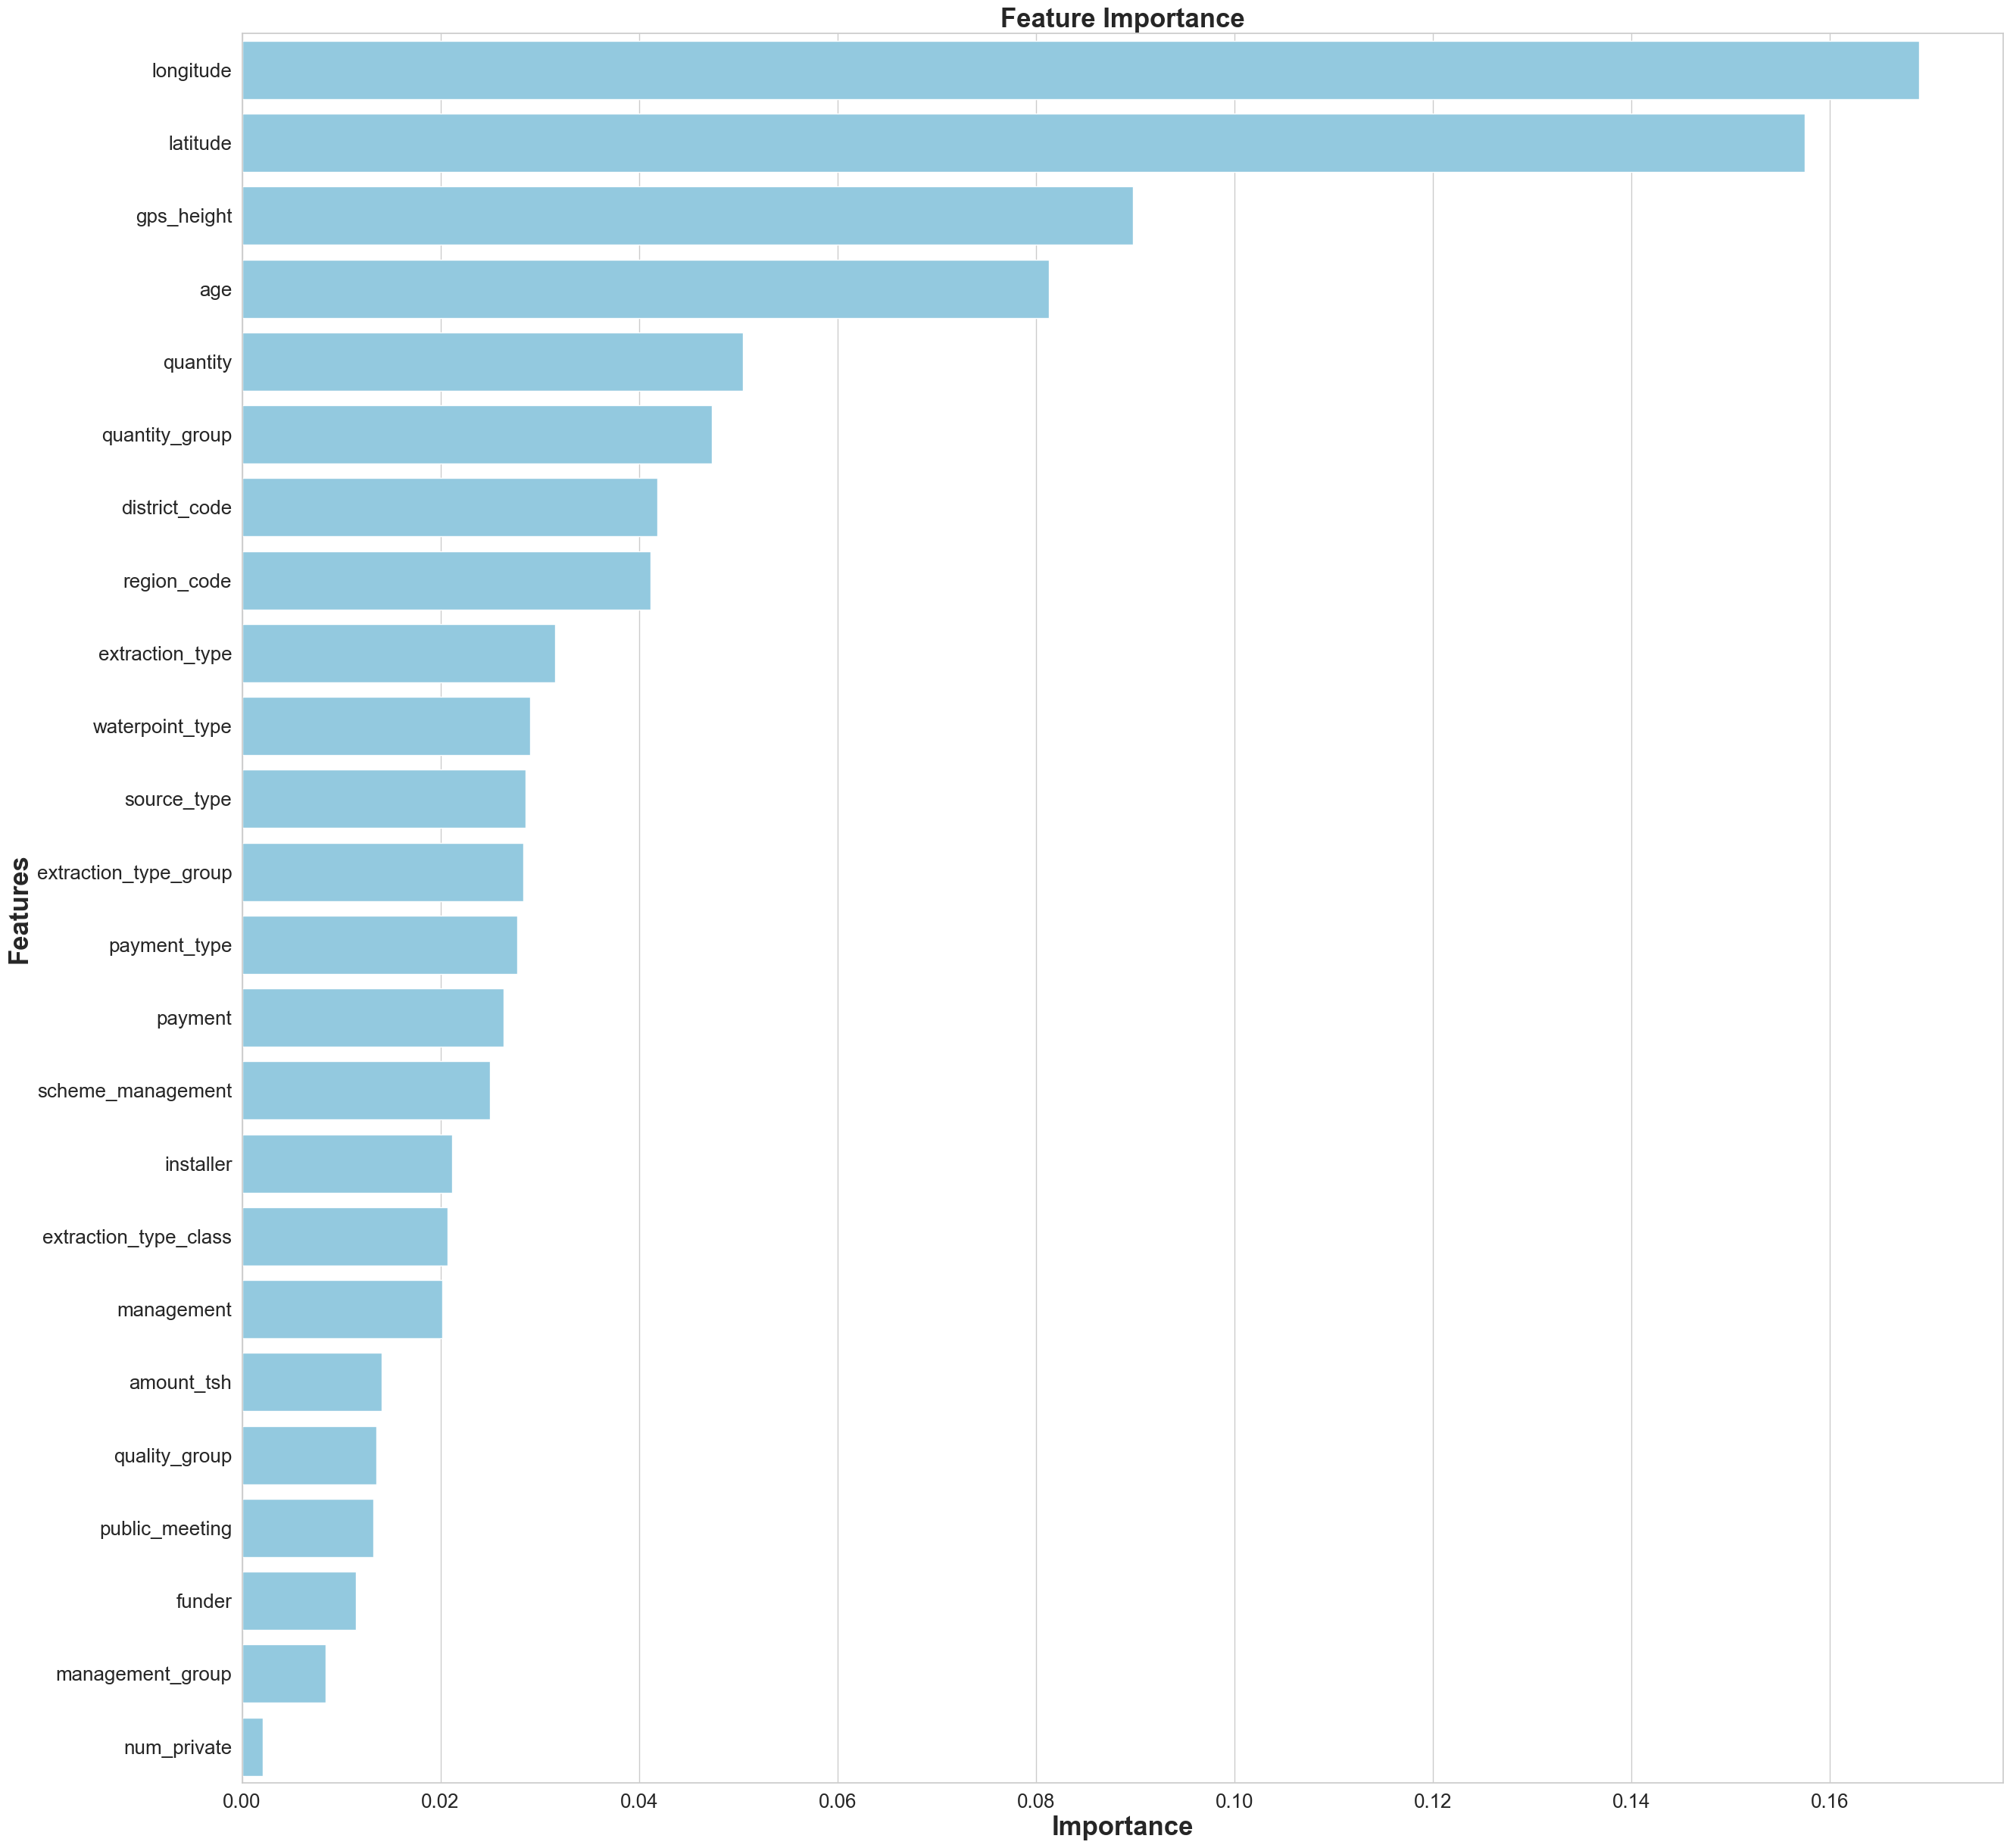 Feature Importance
longitude
latitude
gps_height
age
quantity
quantity_group
district_code
region_code
extraction_type
waterpoint_type
source_type
extraction_type_group
payment_type
payment
scheme_management
installer
extraction_type_class
management
amount_tsh
quality_group
public_meeting
funder
management_group
num_private
Features
0.00 0.02 0.04 0.06 0.08 0.10 0.12 0.14 0.16
Importance